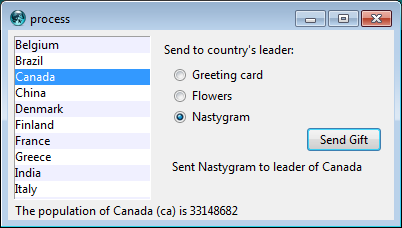 process
Belgium
Brazil
Canada
China
Denmark
Finland
France
Greece
India
Italy
Send to country's leader:
Greeting card
Flowers
Nastygram
Send Gift
Sent Nastygram to leader of Canada
The population of Canada (ca) is 33148682